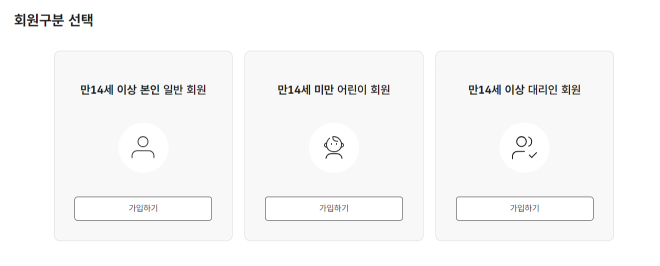 회원구분 선택
만14세 이상 본인 일반 회원
만14세 미만 어린이 회원
만14세 이상 대리인 회원
가입하기
가입하기
가입하기